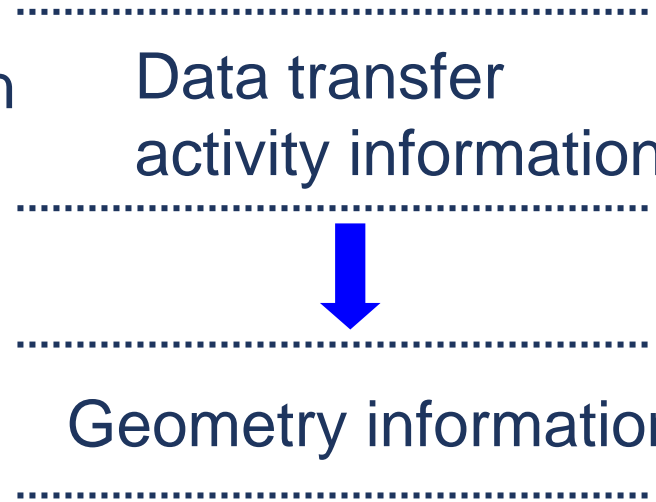 Data transfer
activity information
Geometry information